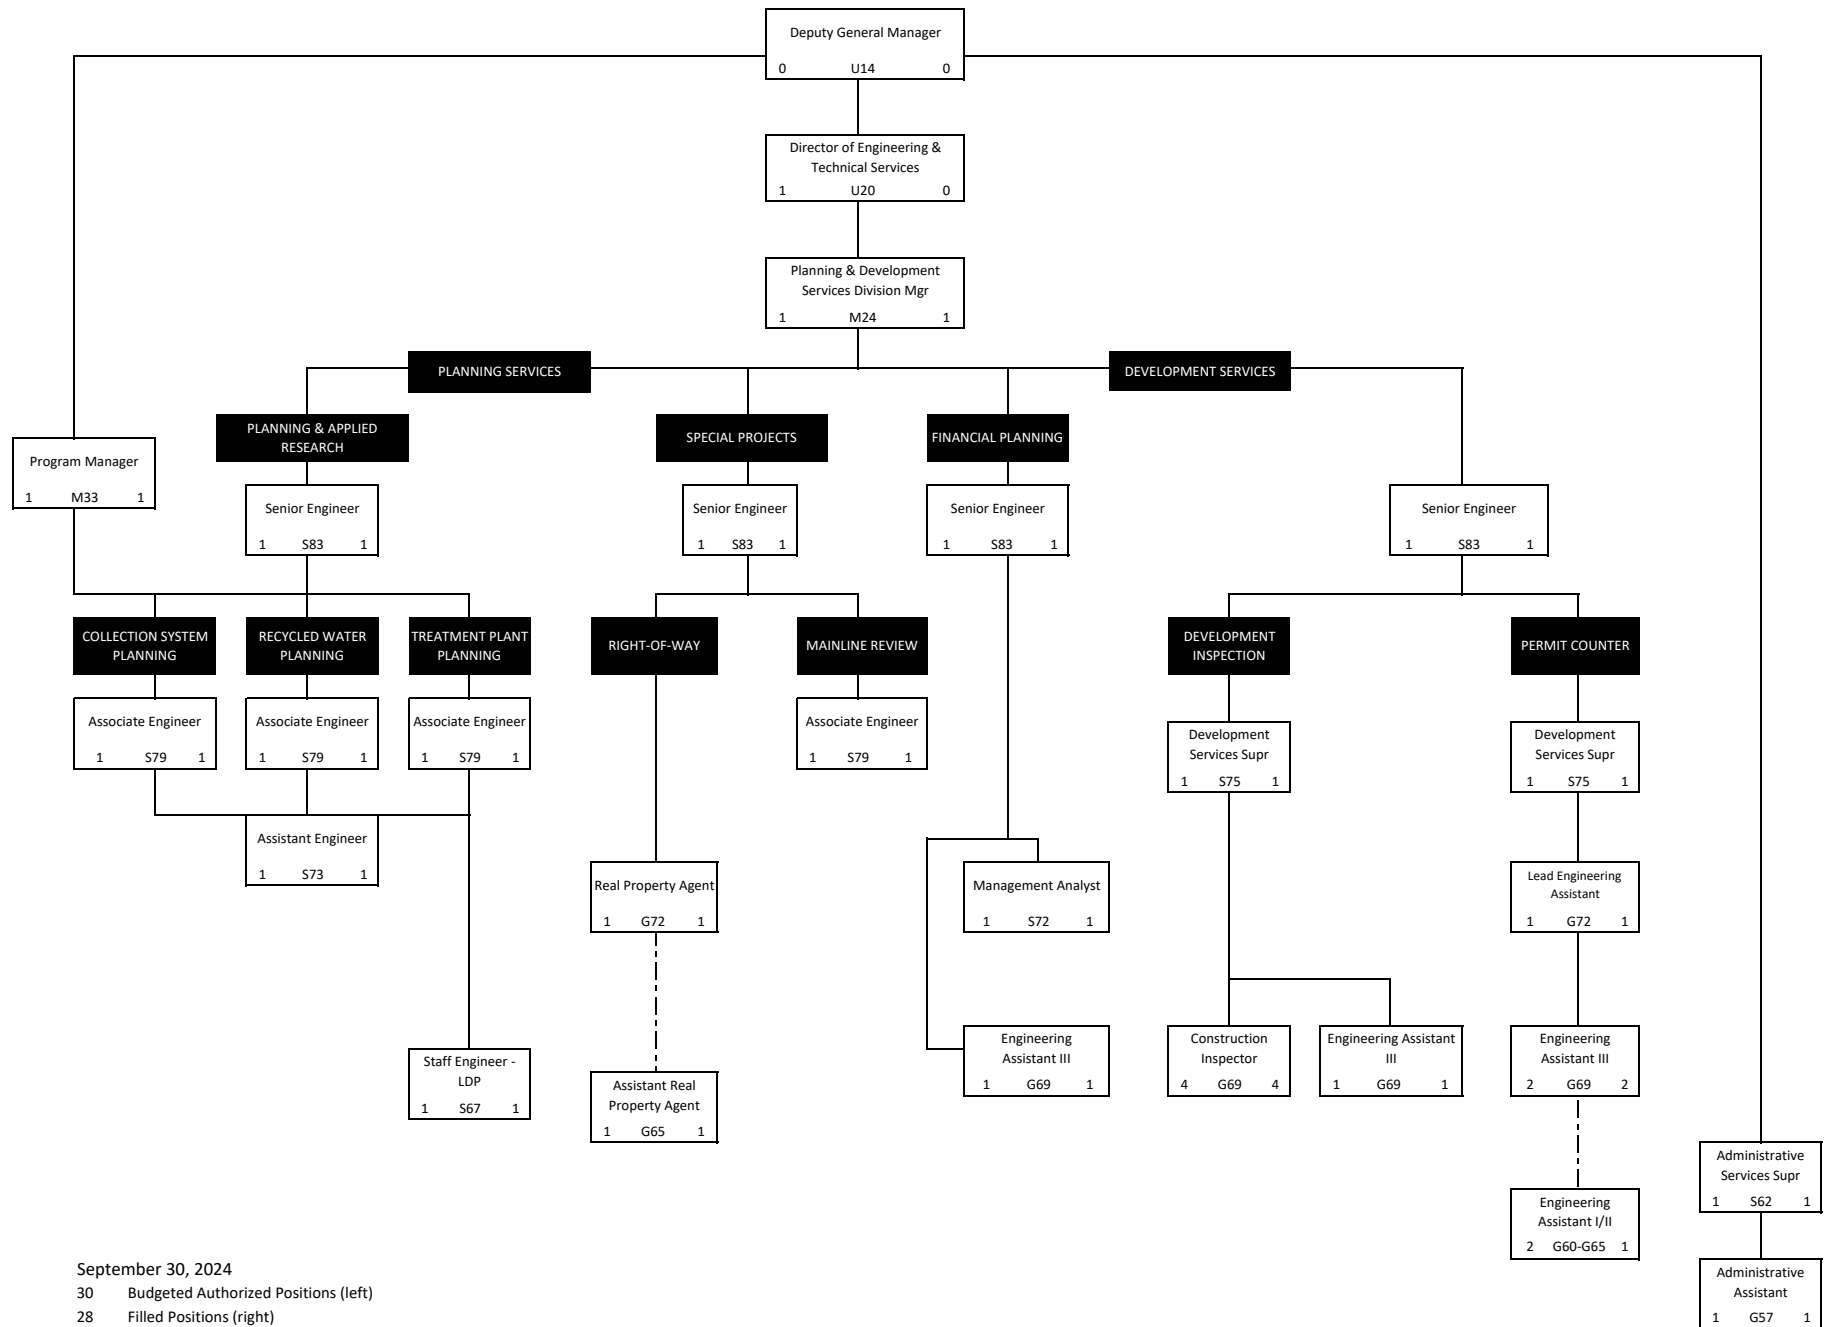 Deputy General Manager
0 U14 0
Director of Engineering &
Technical Services
1 U20 0
Planning & Development
Services Division Mgr
1 M24 1
PLANNING SERVICES
DEVELOPMENT SERVICES
PLANNING & APPLIED
RESEARCH
SPECIAL PROJECTS
FINANCIAL PLANNING
Program Manager
1 M33 1
Senior Engineer
1 S83 1
Senior Engineer
1 S83 1
Senior Engineer
1 S83 1
Senior Engineer
1 S83 1
COLLECTION SYSTEM
PLANNING
RECYCLED WATER
PLANNING
TREATMENT PLANT
PLANNING
RIGHT-OF-WAY
MAINLINE REVIEW
DEVELOPMENT
INSPECTION
PERMIT COUNTER
Associate Engineer
1 S79 1
Associate Engineer
1 S79 1
Associate Engineer
1 S79 1
Associate Engineer
1 S79 1
Development
Services Supr
1 S75 1
Development
Services Supr
1 S75 1
Assistant Engineer
1 S73 1
Real Property Agent
1 G72 1
Management Analyst
1 S72 1
Lead Engineering
Assistant
1 G72 1
Staff Engineer -
LDP
1 S67 1
Assistant Real
Property Agent
1 G65 1
Engineering
Assistant III
1 G69 1
Construction
Inspector
4 G69 4
Engineering Assistant
III
1 G69 1
Engineering
Assistant III
2 G69 2
Engineering
Assistant I/II
2 G60-G65 1
Administrative
Services Supr
1 S62 1
Administrative
Assistant
1 G57 1
September 30, 2024
30 Budgeted Authorized Positions (left)
28 Filled Positions (right)